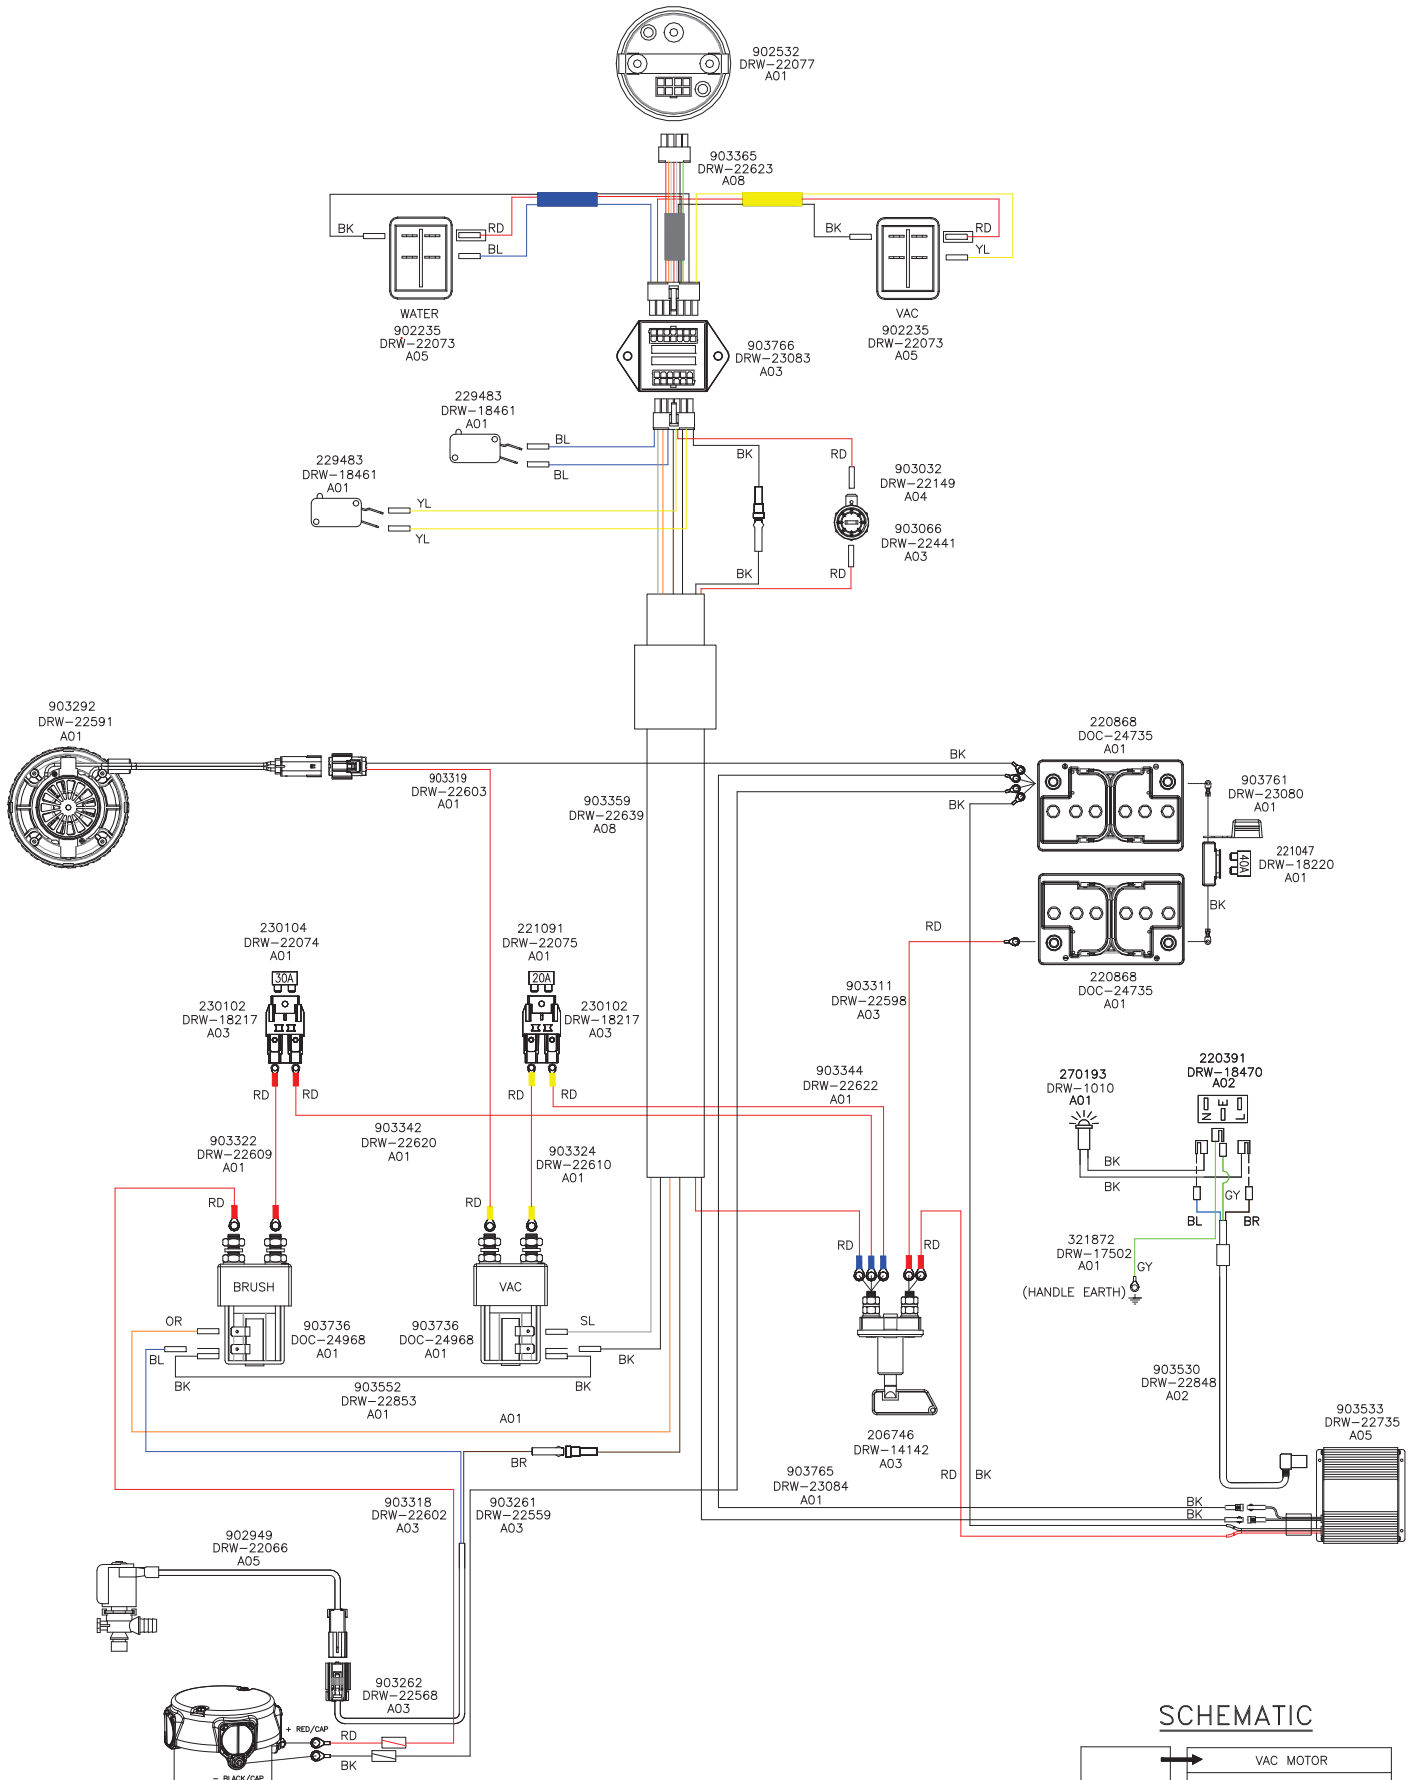 902532
DRW-22077
A01
903365
DRW-22623
A08
BK
RD
BL
BK
RD
YL
WATER
902235
DRW-22073
A05
VAC
902235
DRW-22073
A05
903766
DRW-23083
A03
229483
DRW-18461
A01
BL
BL
229483
DRW-18461
A01
YL
YL
BK
RD
903032
DRW-22149
A04
903066
DRW-22441
A03
BK
RD
903292
DRW-22591
A01
903319
DRW-22603
A01
903359
DRW-22639
A08
BK
BK
220868
DOC-24735
A01
903761
DRW-23080
A01
40A
221047
DRW-18220
A01
BK
RD
220868
DOC-24735
A01
230104
DRW-22074
A01
30A
230102
DRW-18217
A03
221091
DRW-22075
A01
20A
230102
DRW-18217
A03
903311
DRW-22598
A03
RD
RD
RD
RD
903344
DRW-22622
A01
270193
DRW-1010
A01
220391
DRW-18470
A02
N
E
L
903322
DRW-22609
A01
903342
DRW-22620
A01
903324
DRW-22610
A01
BK
BK
GY
BL
BR
RD
RD
RD
RD
321872
DRW-17502
A01
GY
(HANDLE EARTH)
BRUSH
VAC
OR
BL
BK
903736
DOC-24968
A01
903736
DOC-24968
A01
SL
BK
BK
903552
DRW-22853
A01
A01
BR
206746
DRW-14142
A03
903530
DRW-22848
A02
903533
DRW-22735
A05
903765
DRW-23084
A01
RD
BK
BK
BK
903318
DRW-22602
A03
903261
DRW-22559
A03
902949
DRW-22066
A05
903262
DRW-22568
A03
+ RED/CAP
RD
BK
- BLACK/CAP
SCHEMATIC
VAC MOTOR